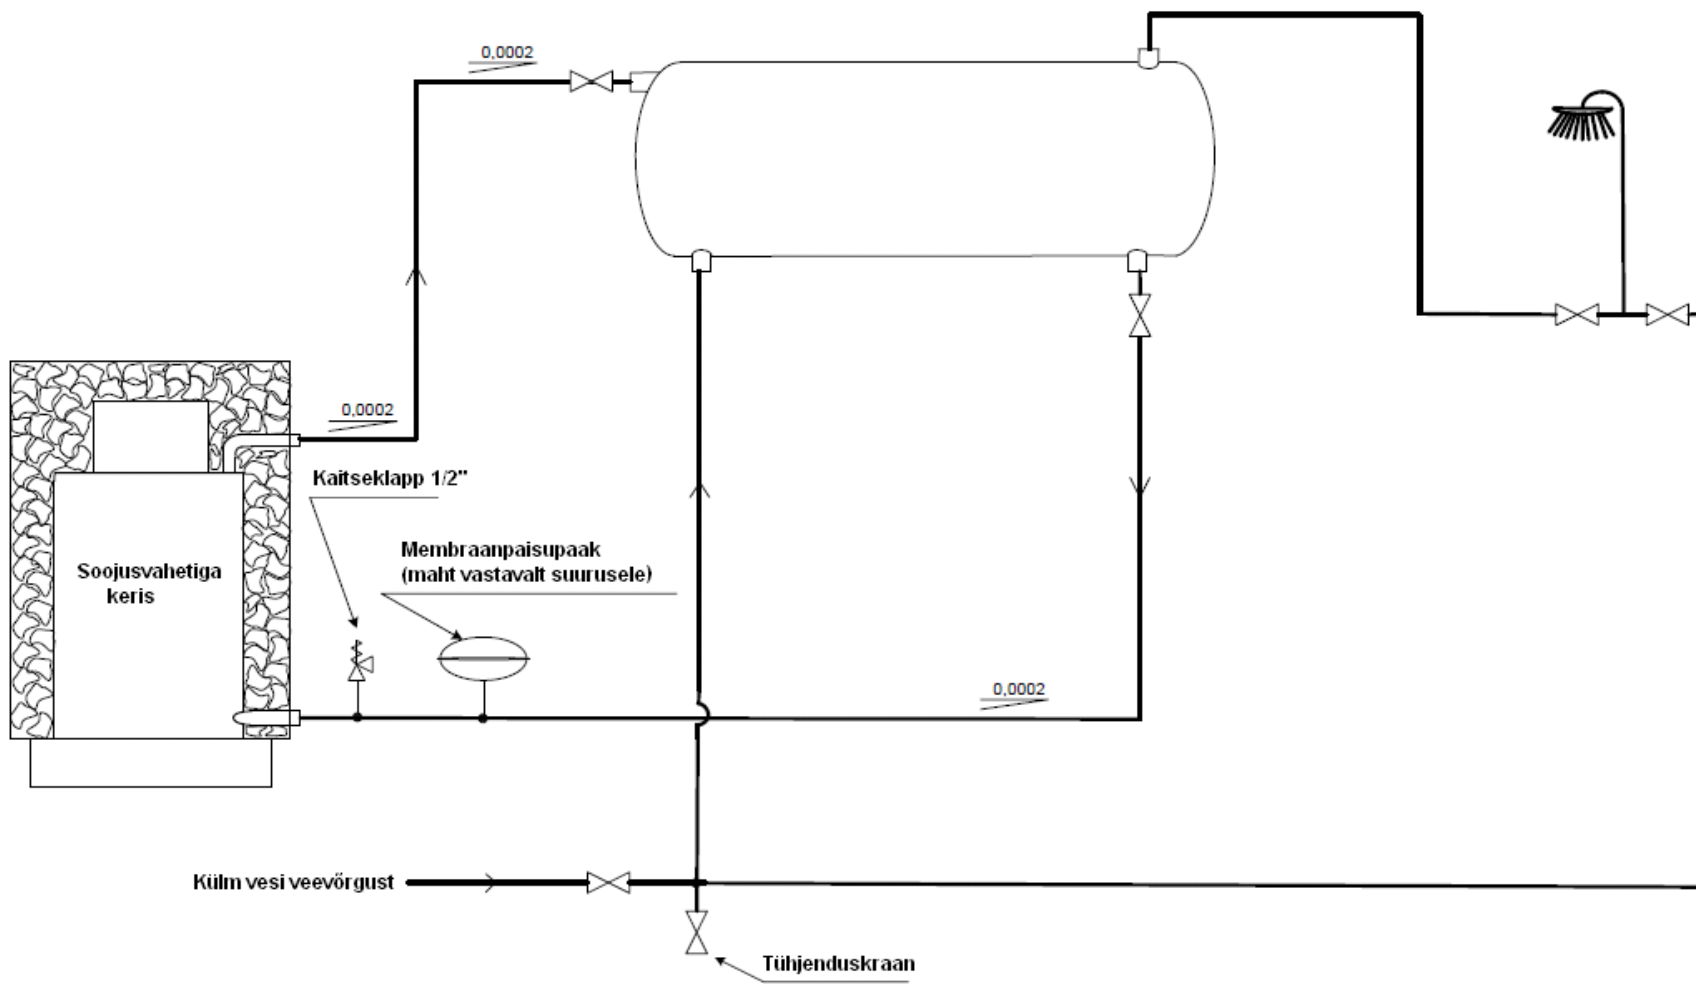 0,0002
0,0002
Kaitseklapp 1/2"
Membraanpaisupaak
(maht vastavalt suurusele)
Soojusvahetiga
keris
0,0002
Külm vesi veevõrgust
Tühjenduskraan